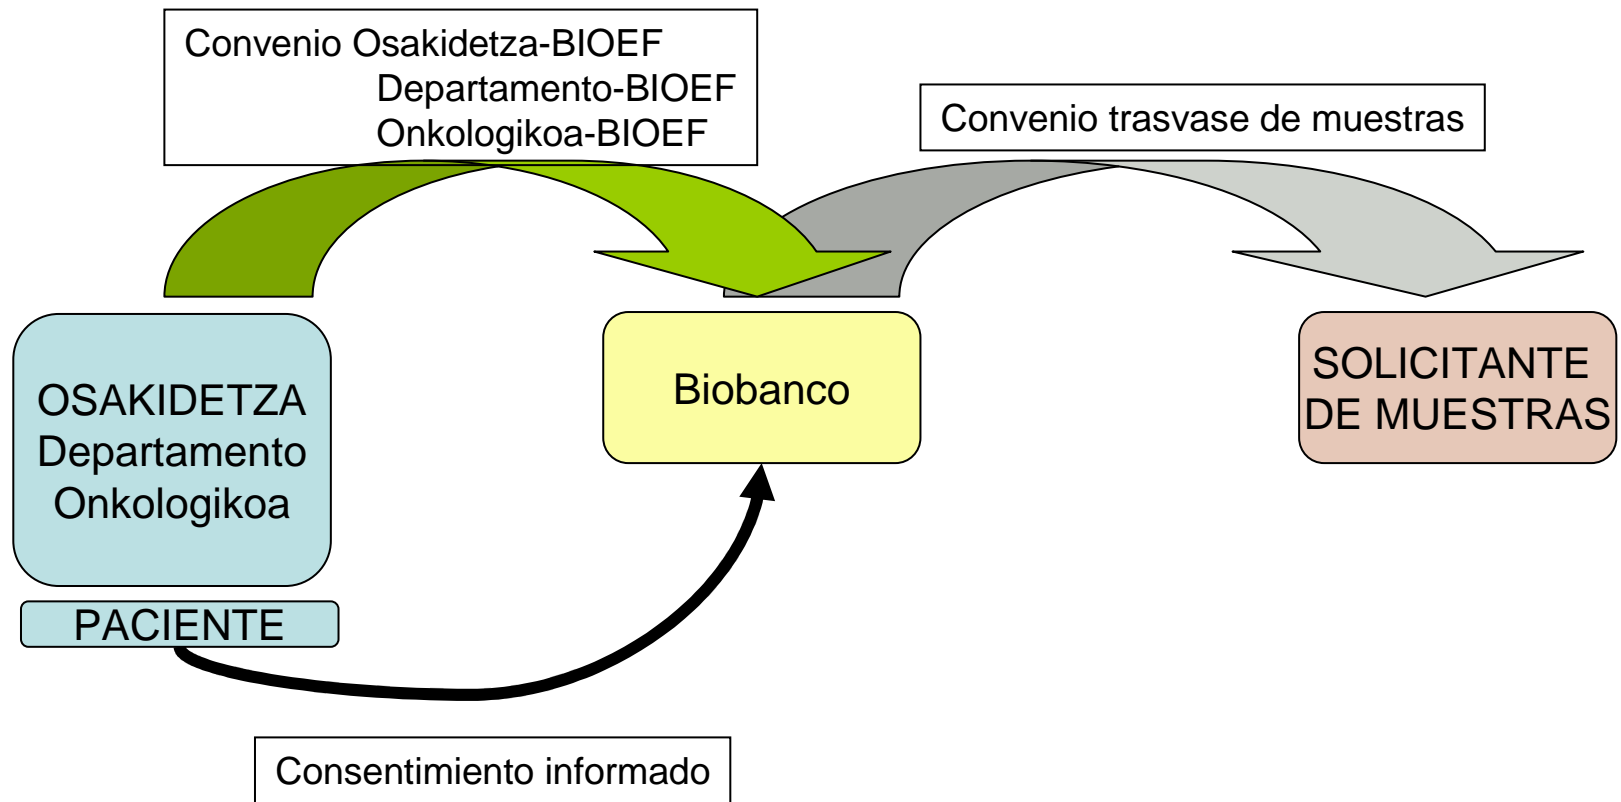 Convenio Osakidetza-BIOEF
Departamento-BIOEF
Onkologikoa-BIOEF
Convenio trasvase de muestras
OSAKIDETZA
Departamento
Onkologikoa
Biobanco
SOLICITANTE
DE MUESTRAS
PACIENTE
Consentimiento informado